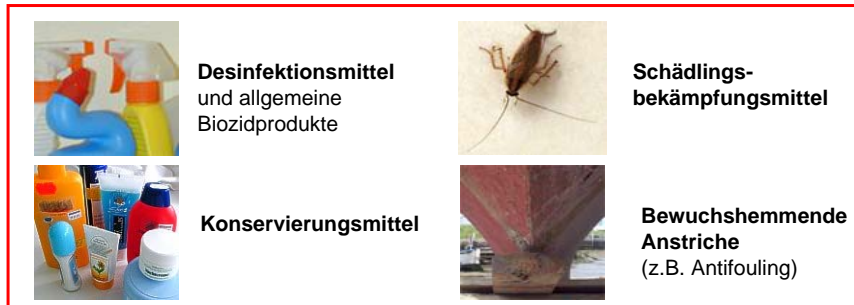 Desinfektionsmittel
und allgemeine
Biozidprodukte
Schädlings-
bekämpfungsmittel
Konservierungsmittel
Bewuchshemmende
Anstriche
(z.B. Antifouling)